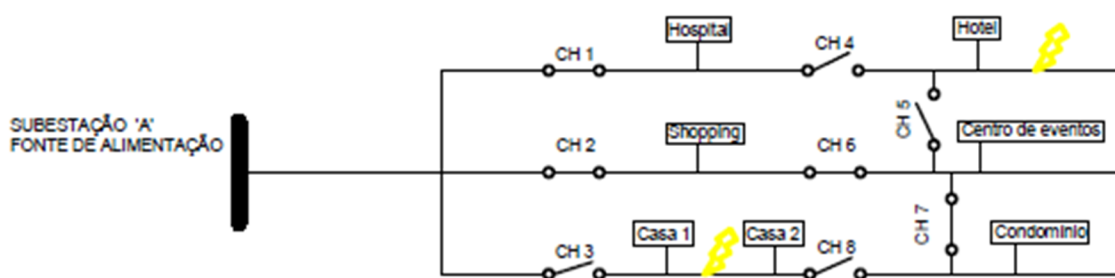 Hospital
Hotel
CH 1
CH 4
SUBESTAÇÃO 'A'
FONTE DE ALIMENTAÇÃO
CH 5
Shopping
Centro de eventos
CH 2
CH 6
CH 7
Casa 1
Casa 2
Condomínio
CH 3
CH 8